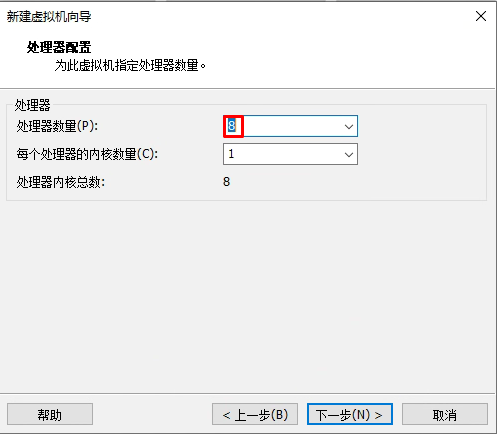 新建虚拟机向导
处理器配置
为此虚拟机指定处理器数量。
处理器
处理器数量(P): 8
每个处理器的内核数量(C): 1
处理器内核总数: 8
帮助 < 上一步(B) 下一步(N) > 取消